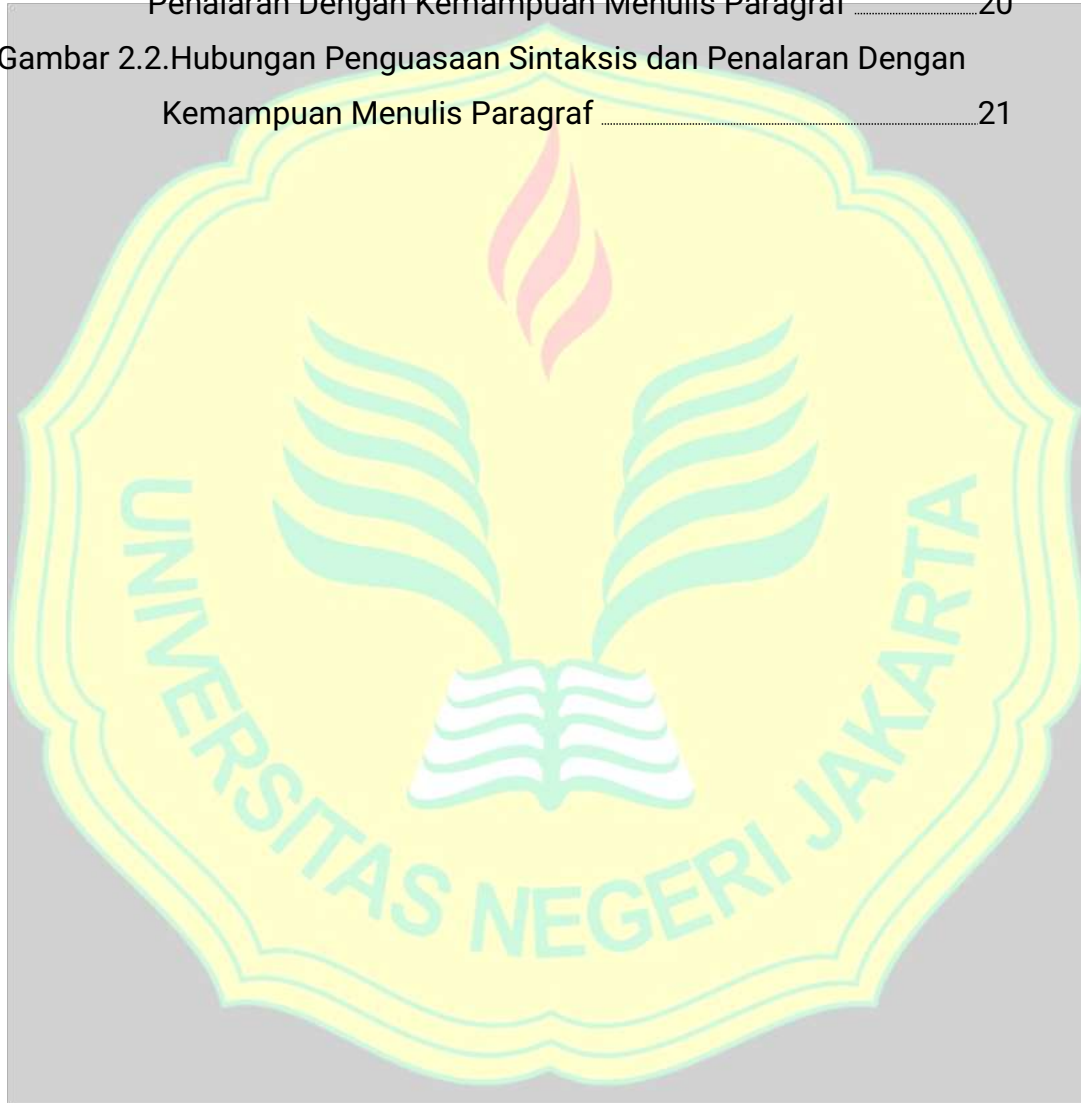 Penalaran Dengan Kemampuan Menulis Paragraf ........................ 20
Gambar 2.2.Hubungan Penguasaan Sintaksis dan Penalaran Dengan
Kemampuan Menulis Paragraf ........................ 21
UNIVERSITAS NEGERI JAKARTA